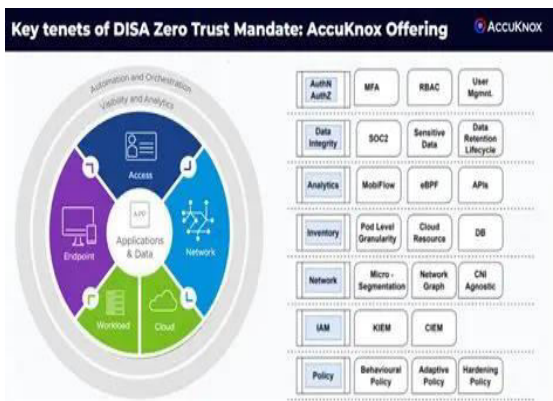 Key tenets of DISA Zero Trust Mandate: AccuKnox Offering
ACCUKNOX
Automation and Orchestration
Visibility and Analytics
Access
Endpoint
APP
Applications
& Data
Network
Workload
Cloud
AuthN
AuthZ
MFA
RBAC
User
Mgmnt.
Data
Integrity
SOC2
Sensitive
Data
Data
Retention
Lifecycle
Analytics
MobiFlow
eBPF
APIs
Inventory
Pod Level
Granularity
Cloud
Resource
DB
Network
Micro -
Segmentation
Network
Graph
CNI
Agnostic
IAM
KIEM
CIEM
Policy
Behavioural
Policy
Adaptive
Policy
Hardening
Policy